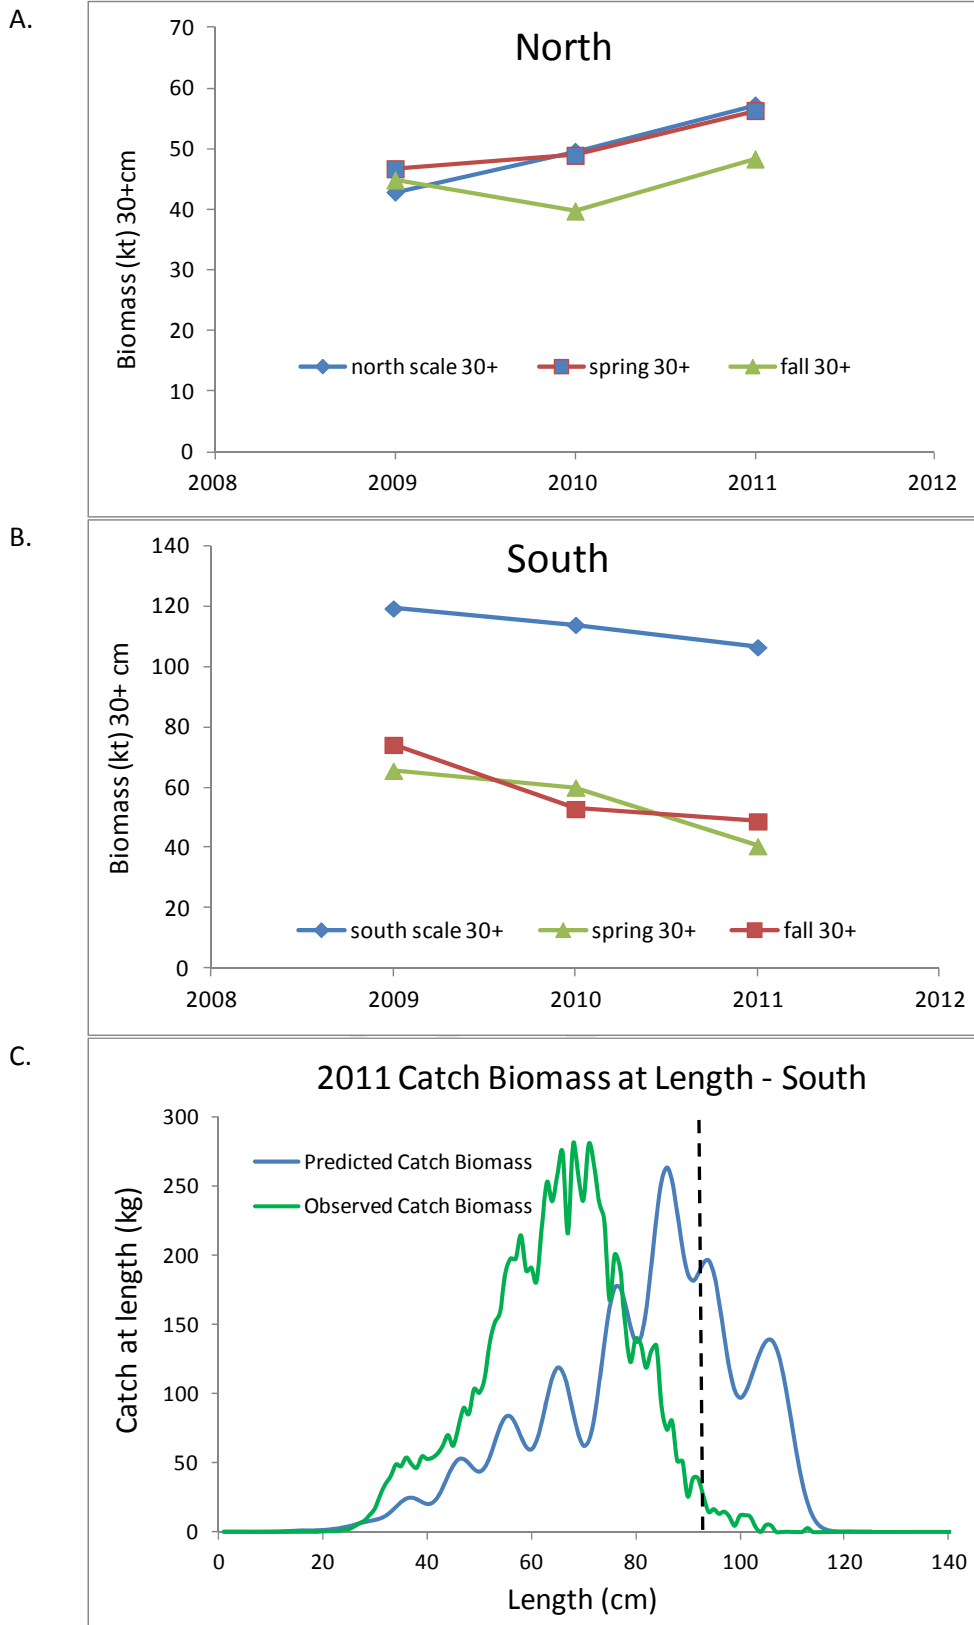 A.
North
Biomass (kt) 30+cm
70
60
50
40
30
20
10
0
north scale 30+ spring 30+ fall 30+
2008 2009 2010 2011 2012
B.
South
Biomass (kt) 30+ cm
140
120
100
80
60
40
20
0
south scale 30+ spring 30+ fall 30+
2008 2009 2010 2011 2012
C.
2011 Catch Biomass at Length - South
Catch at length (kg)
300
250
200
150
100
50
0
Predicted Catch Biomass
Observed Catch Biomass
0 20 40 60 80 100 120 140
Length (cm)